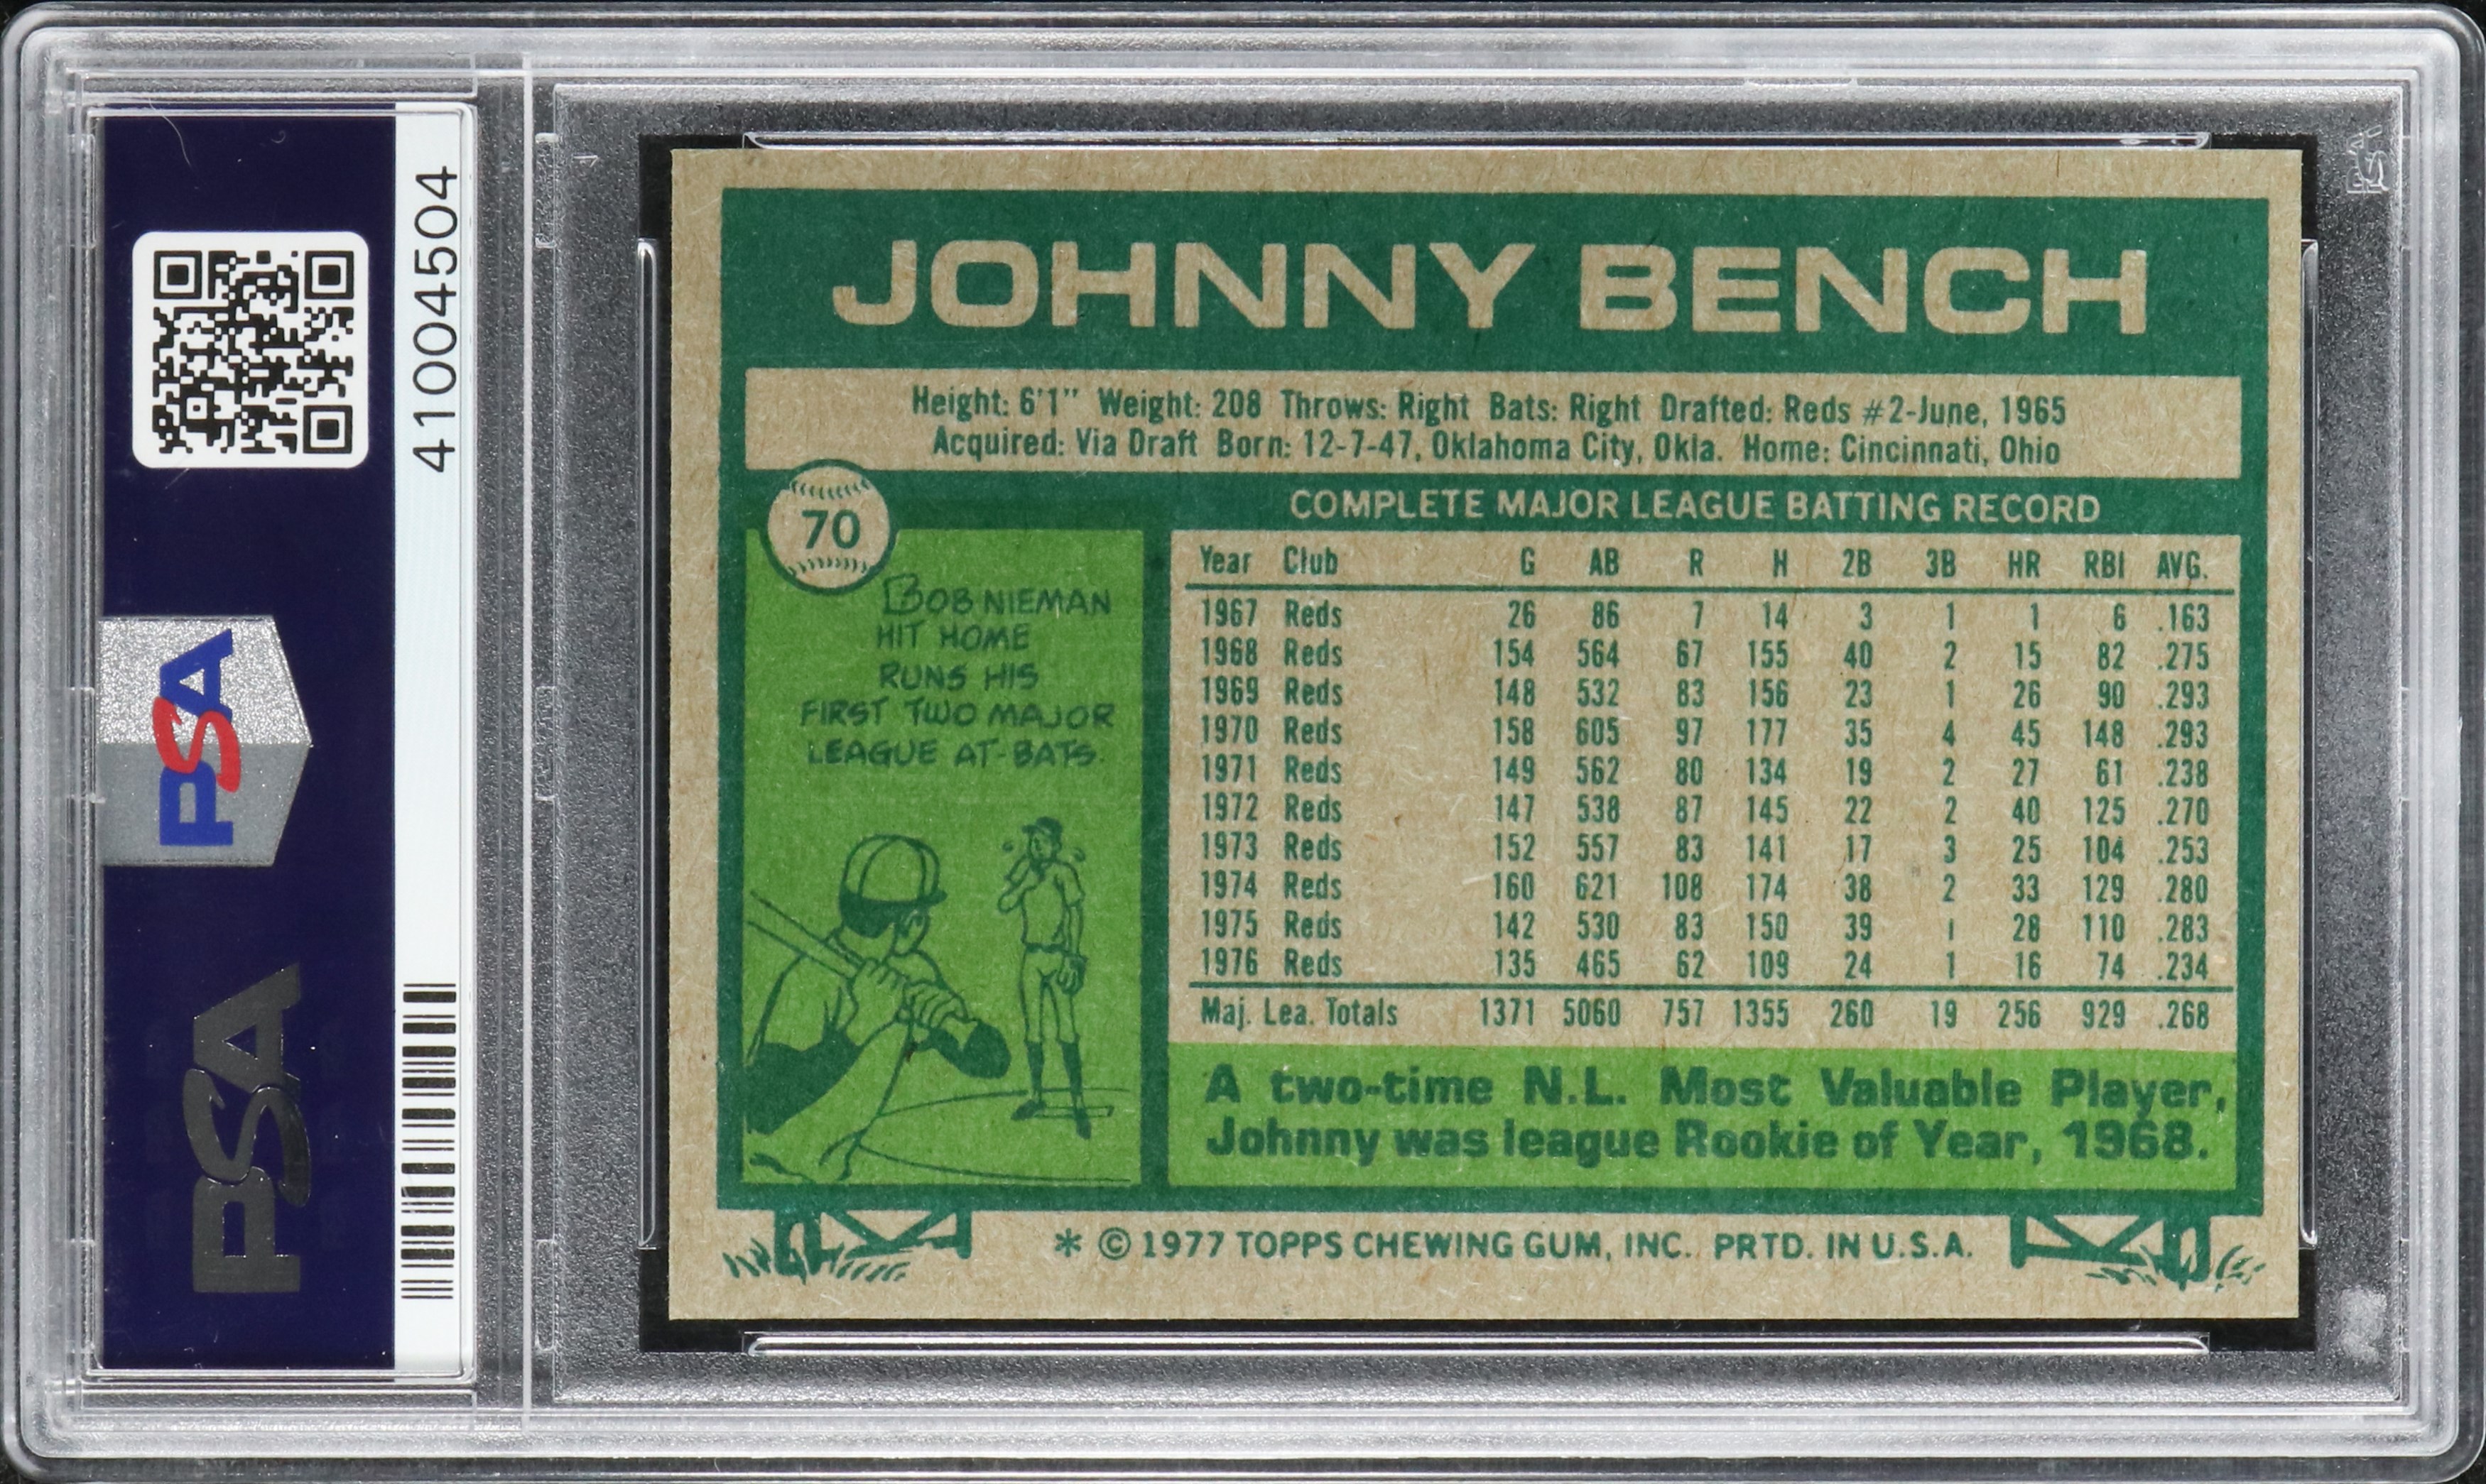 41004504
PSA
PSA
JOHNNY BENCH
Height: 6'1" Weight: 208 Throws: Right Bats: Right Drafted: Reds #2-June, 1965
Acquired: Via Draft Born: 12-7-47, Oklahoma City, Okla. Home: Cincinnati, Ohio
70
BOB NIEMAN
HIT HOME
RUNS HIS
FIRST TWO MAJOR
LEAGUE AT-BATS.
COMPLETE MAJOR LEAGUE BATTING RECORD
Year Club G AB R H 2B 3B HR RBI AVG.
1967 Reds 26 86 7 14 3 1 1 6 .163
1968 Reds 154 564 67 155 40 2 15 82 .275
1969 Reds 148 532 83 156 23 1 26 90 .293
1970 Reds 158 605 97 177 35 4 45 148 .293
1971 Reds 149 562 80 134 19 2 27 61 .238
1972 Reds 147 538 87 145 22 2 40 125 .270
1973 Reds 152 557 83 141 17 3 25 104 .253
1974 Reds 160 621 108 174 38 2 33 129 .280
1975 Reds 142 530 83 150 39 1 28 110 .283
1976 Reds 135 465 62 109 24 1 16 74 .234
Maj. Lea. Totals 1371 5060 757 1355 260 19 256 929 .268
A two-time N.L. Most Valuable Player,
Johnny was league Rookie of Year, 1968.
* © 1977 TOPPS CHEWING GUM, INC. PRTD. IN U.S.A.
PSA